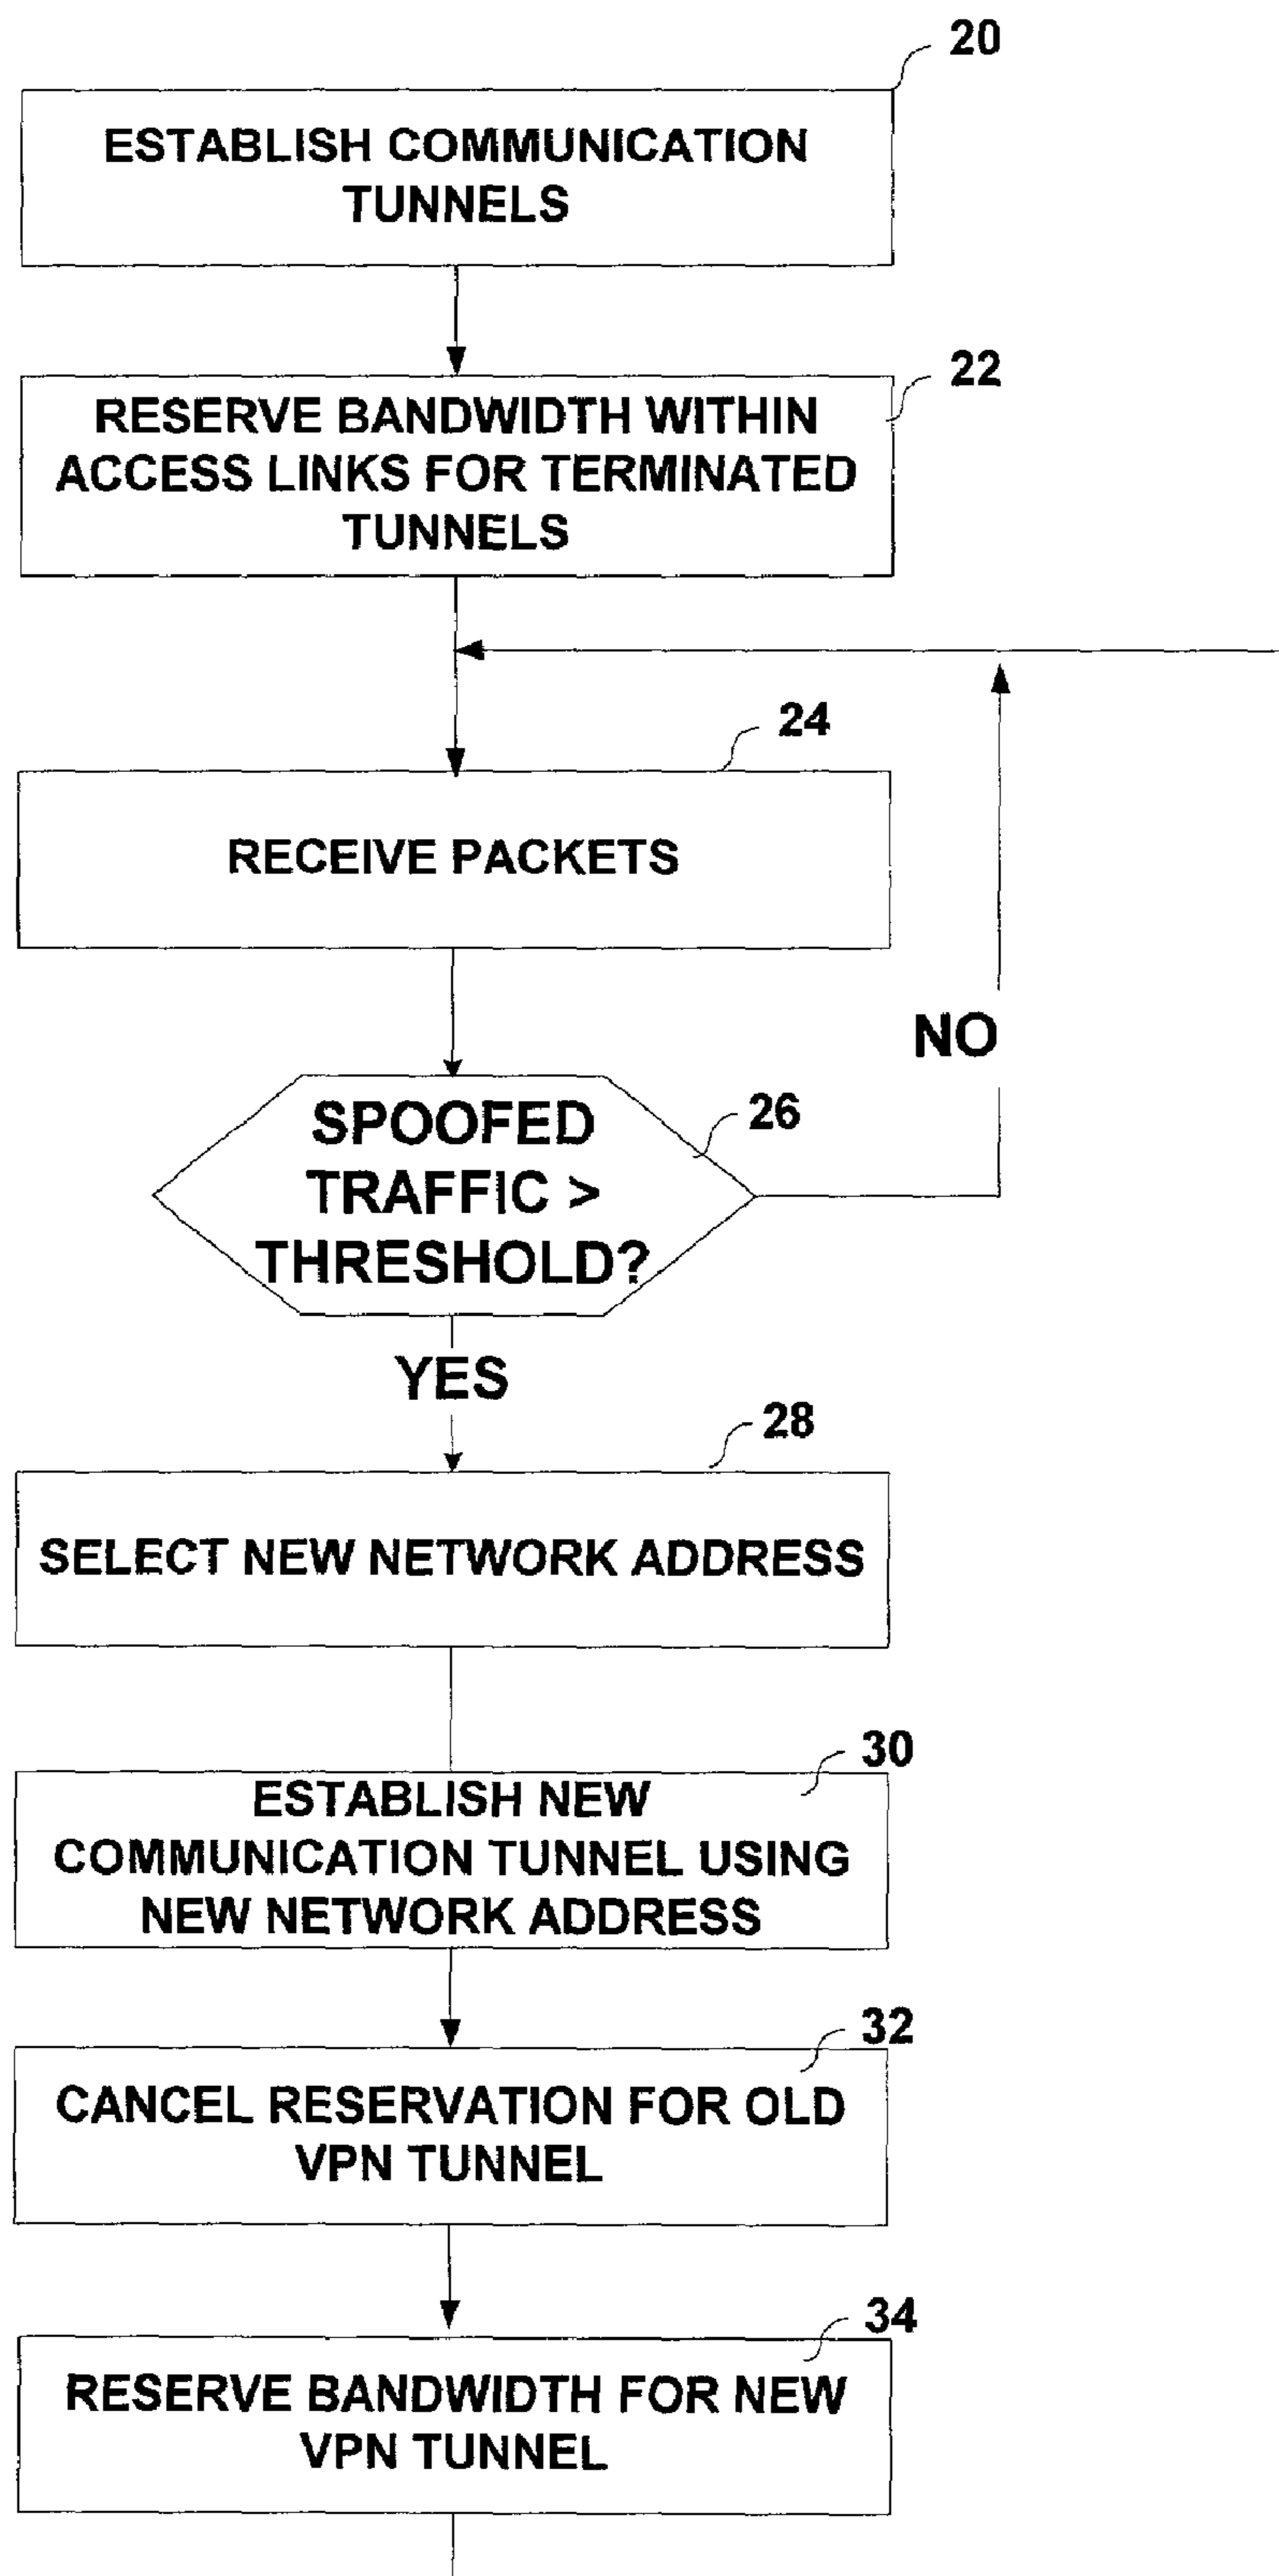 20
ESTABLISH COMMUNICATION
TUNNELS
22
RESERVE BANDWIDTH WITHIN
ACCESS LINKS FOR TERMINATED
TUNNELS
24
RECEIVE PACKETS
NO
26
SPOOFED
TRAFFIC >
THRESHOLD?
YES
28
SELECT NEW NETWORK ADDRESS
30
ESTABLISH NEW
COMMUNICATION TUNNEL USING
NEW NETWORK ADDRESS
32
CANCEL RESERVATION FOR OLD
VPN TUNNEL
34
RESERVE BANDWIDTH FOR NEW
VPN TUNNEL